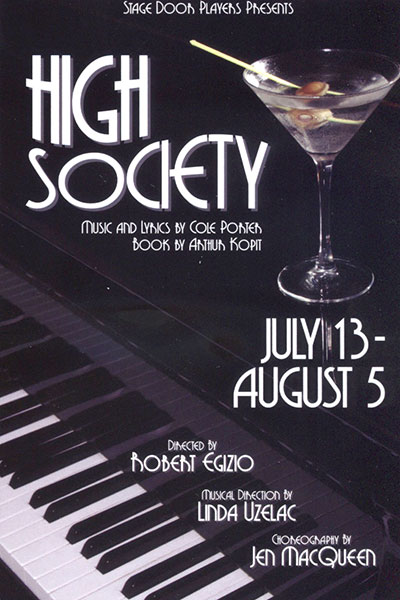 Stage Door Players Presents
High
Society
Music and Lyrics by Cole Porter
Book by Arthur Kopit
July 13-
August 5
Directed By
Robert Egizio
Musical Direction By
Linda Uzelac
Choreography by
Jen MacQueen